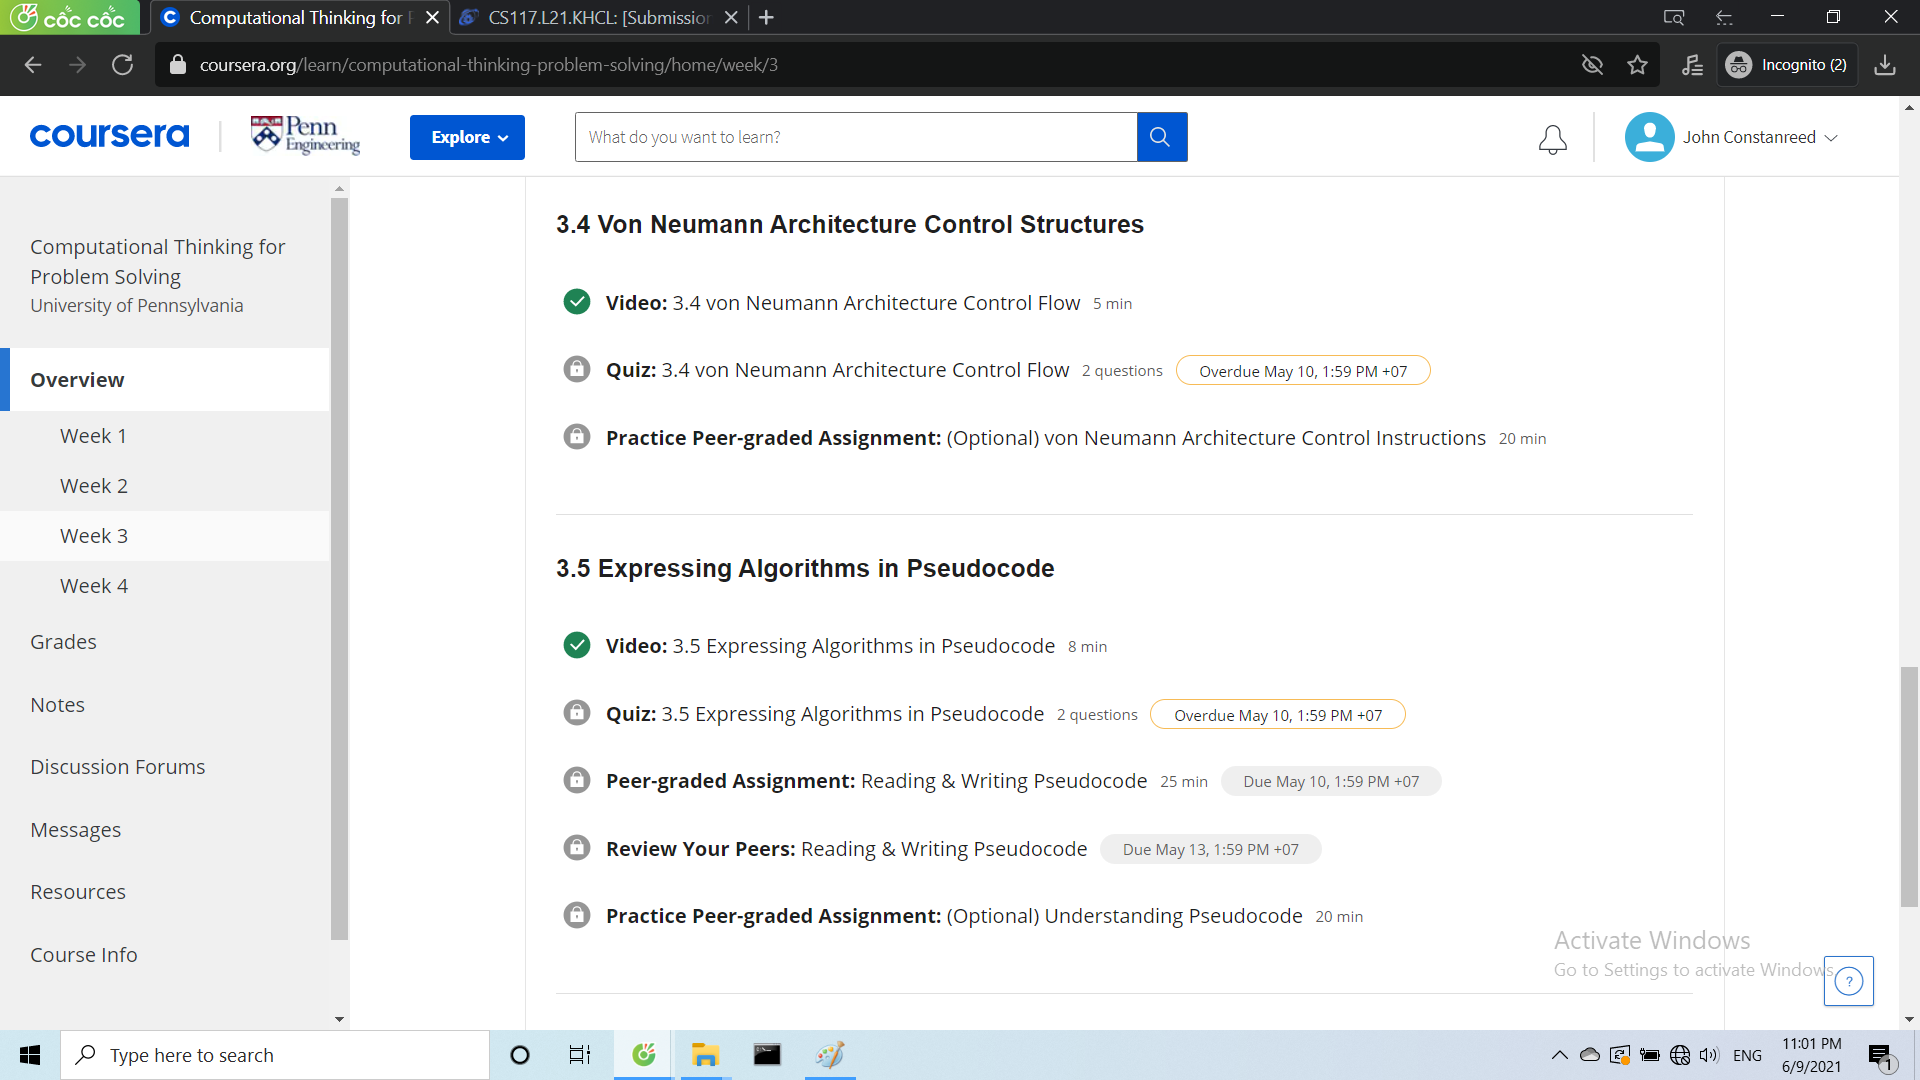 cốc cốc
Computational Thinking for
CS117.L21.KHCL: [Submission
coursera.org/learn/computational-thinking-problem-solving/home/week/3
Incognito (2)
coursera
Penn
Engineering
Explore
What do you want to learn?
John Constanreed
Computational Thinking for
Problem Solving
University of Pennsylvania
Overview
Week 1
Week 2
Week 3
Week 4
Grades
Notes
Discussion Forums
Messages
Resources
Course Info
3.4 Von Neumann Architecture Control Structures
Video: 3.4 von Neumann Architecture Control Flow 5 min
Quiz: 3.4 von Neumann Architecture Control Flow 2 questions Overdue May 10, 1:59 PM +07
Practice Peer-graded Assignment: (Optional) von Neumann Architecture Control Instructions 20 min
3.5 Expressing Algorithms in Pseudocode
Video: 3.5 Expressing Algorithms in Pseudocode 8 min
Quiz: 3.5 Expressing Algorithms in Pseudocode 2 questions Overdue May 10, 1:59 PM +07
Peer-graded Assignment: Reading & Writing Pseudocode 25 min Due May 10, 1:59 PM +07
Review Your Peers: Reading & Writing Pseudocode Due May 13, 1:59 PM +07
Practice Peer-graded Assignment: (Optional) Understanding Pseudocode 20 min
Activate Windows
Go to Settings to activate Windows
?
Type here to search
ENG
11:01 PM
6/9/2021
1